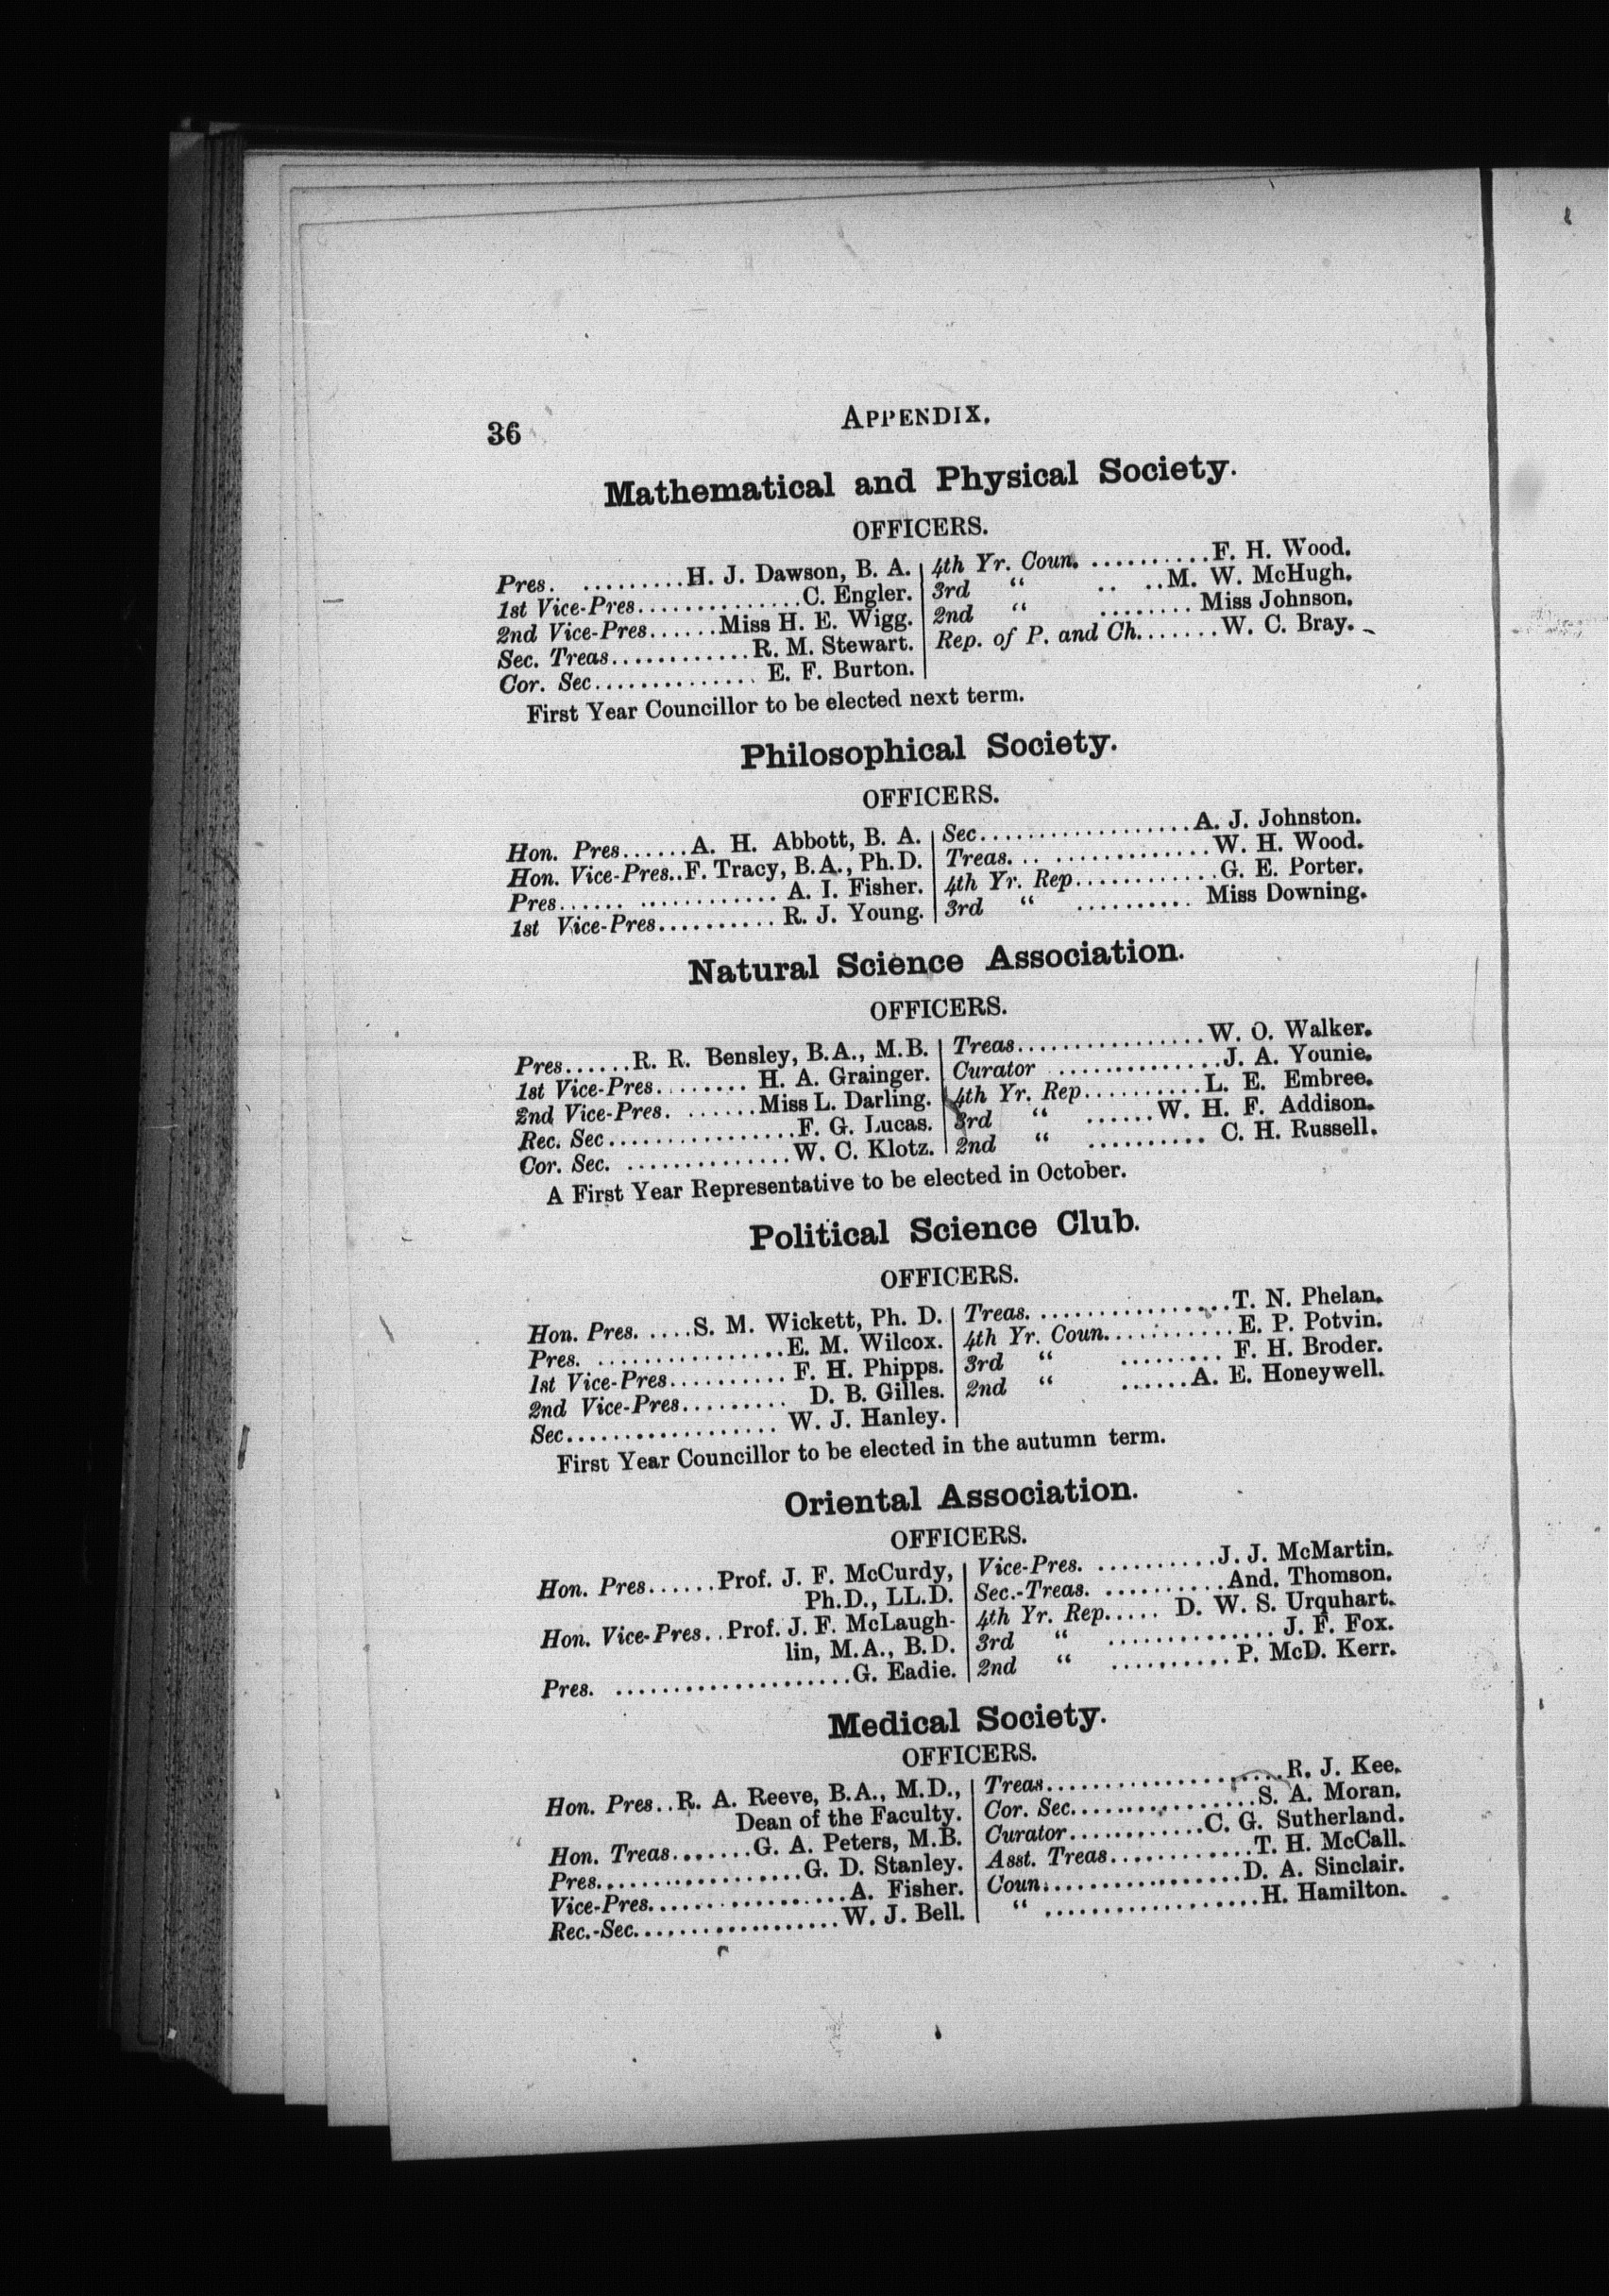 36
APPENDIX.
Mathematical and Physical Society.
OFFICERS.
Pres. .........H. J. Dawson, B. A.
1st Vice-Pres..............C. Engler.
2nd Vice-Pres......Miss H. E. Wigg.
Sec. Treas............R. M. Stewart.
Cor. Sec.............. E. F. Burton.
4th Yr. Coun. ...........F. H. Wood.
3rd “ .. ..M. W. McHugh.
2nd “ ........ Miss Johnson.
Rep. of P. and Ch.......W. C. Bray.
First Year Councillor to be elected next term.
Philosophical Society.
OFFICERS.
Hon. Pres......A. H. Abbott, B. A.
Hon. Vice-Pres..F. Tracy, B.A., Ph.D.
Pres...... ............ A. I. Fisher.
1st Vice-Pres.......... R. J. Young.
Sec..................A. J. Johnston.
Treas... ..............W. H. Wood.
4th Yr. Rep............G. E. Porter.
3rd “ .......... Miss Downing.
Natural Science Association.
OFFICERS.
Pres......R. R. Bensley, B.A., M.B.
1st Vice-Pres........ H. A. Grainger.
2nd Vice-Pres. ......Miss L. Darling.
Rec. Sec................F. G. Lucas.
Cor. Sec. ..............W. C. Klotz.
Treas................W. O. Walker.
Curator ..............J. A. Younie.
4th Yr. Rep..........L. E. Embree.
3rd “ ......W. H. F. Addison.
2nd “ .......... C. H. Russell.
A First Year Representative to be elected in October.
Political Science Club.
OFFICERS.
Hon. Pres.....S. M. Wickett, Ph. D.
Pres. ................E. M. Wilcox.
1st Vice-Pres.......... F. H. Phipps.
2nd Vice-Pres......... D. B. Gilles.
Sec.................. W. J. Hanley.
Treas. .................T. N. Phelan.
4th Yr. Coun........... E. P. Potvin.
3rd “ ......... F. H. Broder.
2nd “ ......A. E. Honeywell.
First Year Councillor to be elected in the autumn term.
Oriental Association.
OFFICERS.
Hon. Pres......Prof. J. F. McCurdy,
Ph.D., LL.D.
Hon. Vice-Pres..Prof. J. F. McLaugh-
lin, M.A., B.D.
Pres. ....................G. Eadie.
Vice-Pres. ..........J. J. McMartin.
Sec.-Treas. ..........And. Thomson.
4th Yr. Rep..... D. W. S. Urquhart.
3rd “ .............. J. F. Fox.
2nd “ ..........P. McD. Kerr.
Medical Society.
OFFICERS.
Hon. Pres..R. A. Reeve, B.A., M.D.,
Dean of the Faculty.
Hon. Treas.......G. A. Peters, M.B.
Pres..................G. D. Stanley.
Vice-Pres.................A. Fisher.
Rec.-Sec..................W. J. Bell.
Treas....................R. J. Kee.
Cor. Sec................S. A. Moran.
Curator............C. G. Sutherland.
Asst. Treas............T. H. McCall.
Coun..................D. A. Sinclair.
“ ..................H. Hamilton.